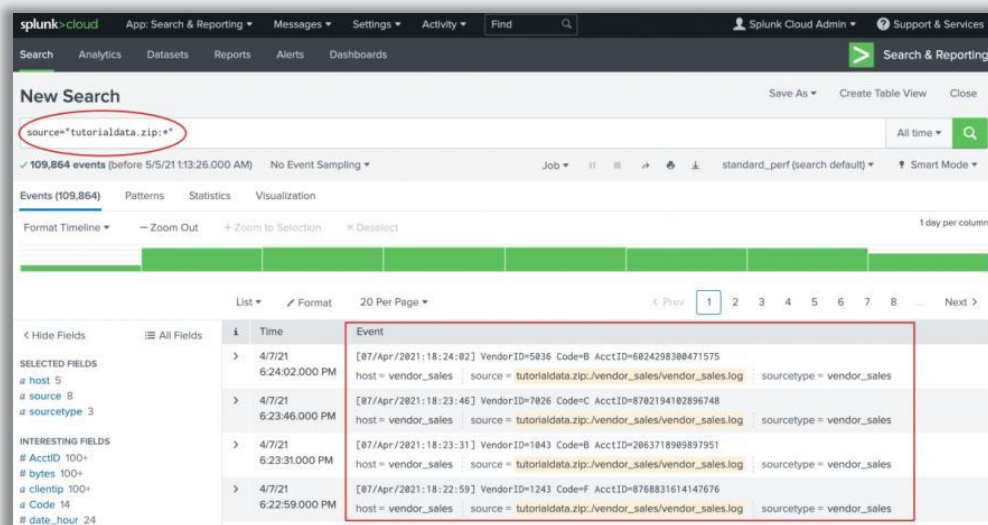 splunk>cloud App: Search & Reporting ▾ Messages ▾ Settings ▾ Activity ▾ Find Splunk Cloud Admin ▾ Support & Services
Search Analytics Datasets Reports Alerts Dashboards Search & Reporting
New Search Save As ▾ Create Table View Close
source="tutorialdata.zip:*" All time ▾
✓ 109,864 events (before 5/5/21 1:13:26.000 AM) No Event Sampling ▾ Job ▾ standard_perf (search default) ▾ Smart Mode ▾
Events (109,864) Patterns Statistics Visualization
Format Timeline ▾ — Zoom Out + Zoom to Selection × Deselect 1 day per column
List ▾ Format 20 Per Page ▾ < Prev 1 2 3 4 5 6 7 8 ... Next >
< Hide Fields All Fields i Time Event
SELECTED FIELDS
a host 5
a source 8
a sourcetype 3
INTERESTING FIELDS
# AcctID 100+
# bytes 100+
a clientip 100+
a Code 14
# date_hour 24
> 4/7/21 [07/Apr/2021:18:24:02] VendorID=5036 Code=B AcctID=6024298300471575
6:24:02.000 PM host = vendor_sales source = tutorialdata.zip:./vendor_sales/vendor_sales.log sourcetype = vendor_sales
> 4/7/21 [07/Apr/2021:18:23:46] VendorID=7026 Code=C AcctID=8702194102896748
6:23:46.000 PM host = vendor_sales source = tutorialdata.zip:./vendor_sales/vendor_sales.log sourcetype = vendor_sales
> 4/7/21 [07/Apr/2021:18:23:31] VendorID=1043 Code=B AcctID=2063718909897951
6:23:31.000 PM host = vendor_sales source = tutorialdata.zip:./vendor_sales/vendor_sales.log sourcetype = vendor_sales
> 4/7/21 [07/Apr/2021:18:22:59] VendorID=1243 Code=F AcctID=8768831614147676
6:22:59.000 PM host = vendor_sales source = tutorialdata.zip:./vendor_sales/vendor_sales.log sourcetype = vendor_sales